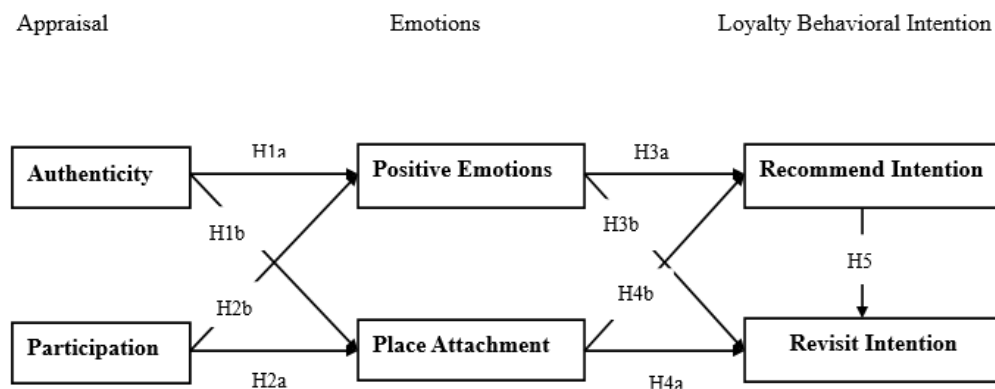 Appraisal
Emotions
Loyalty Behavioral Intention
H1a
H3a
Authenticity
Positive Emotions
Recommend Intention
H1b
H3b
H5
H2b
H4b
Participation
Place Attachment
Revisit Intention
H2a
H4a